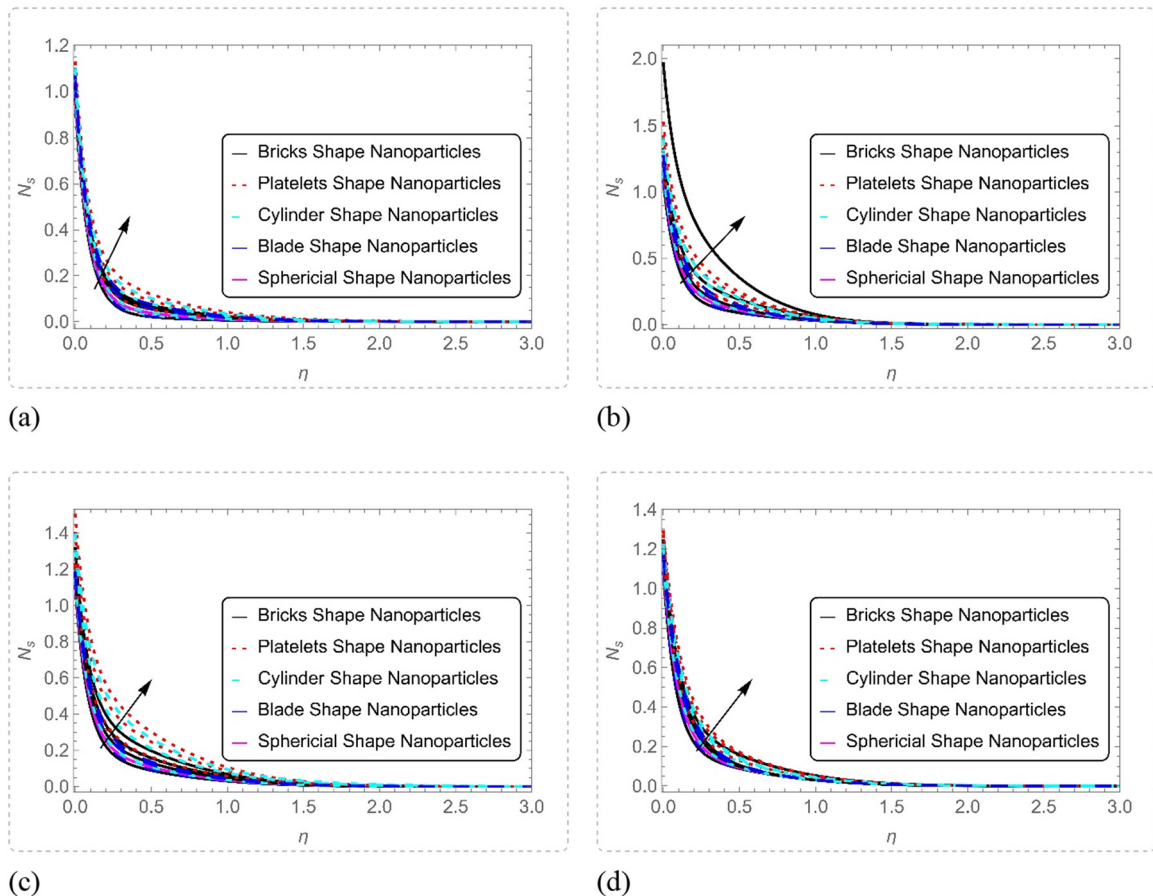 1.2
1.0
0.8
0.6
0.4
0.2
0.0
Ns
Bricks Shape Nanoparticles
Platelets Shape Nanoparticles
Cylinder Shape Nanoparticles
Blade Shape Nanoparticles
Sphericial Shape Nanoparticles
0.0 0.5 1.0 1.5 2.0 2.5 3.0
η
(a)
2.0
1.5
1.0
0.5
0.0
Ns
Bricks Shape Nanoparticles
Platelets Shape Nanoparticles
Cylinder Shape Nanoparticles
Blade Shape Nanoparticles
Sphericial Shape Nanoparticles
0.0 0.5 1.0 1.5 2.0 2.5 3.0
η
(b)
1.4
1.2
1.0
0.8
0.6
0.4
0.2
0.0
Ns
Bricks Shape Nanoparticles
Platelets Shape Nanoparticles
Cylinder Shape Nanoparticles
Blade Shape Nanoparticles
Sphericial Shape Nanoparticles
0.0 0.5 1.0 1.5 2.0 2.5 3.0
η
(c)
1.4
1.2
1.0
0.8
0.6
0.4
0.2
0.0
Ns
Bricks Shape Nanoparticles
Platelets Shape Nanoparticles
Cylinder Shape Nanoparticles
Blade Shape Nanoparticles
Sphericial Shape Nanoparticles
0.0 0.5 1.0 1.5 2.0 2.5 3.0
η
(d)